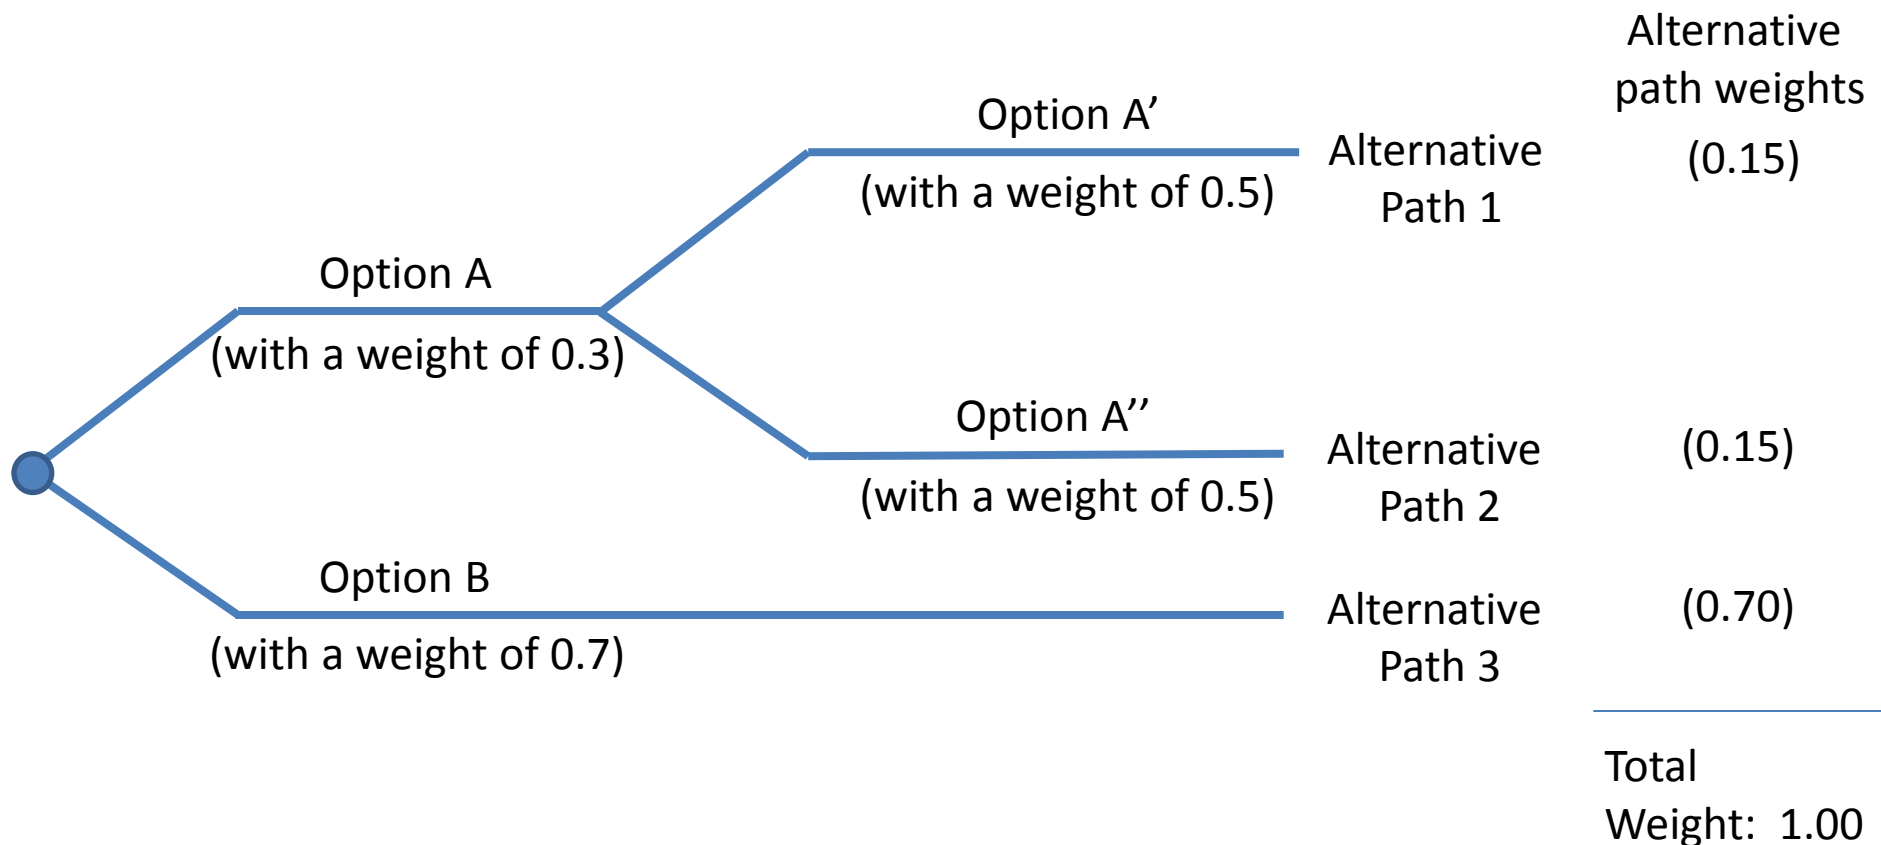 Alternative
path weights
Option A’
(with a weight of 0.5)
Alternative
Path 1
(0.15)
Option A
(with a weight of 0.3)
Option A’’
(with a weight of 0.5)
Alternative
Path 2
(0.15)
Option B
(with a weight of 0.7)
Alternative
Path 3
(0.70)
Total
Weight: 1.00